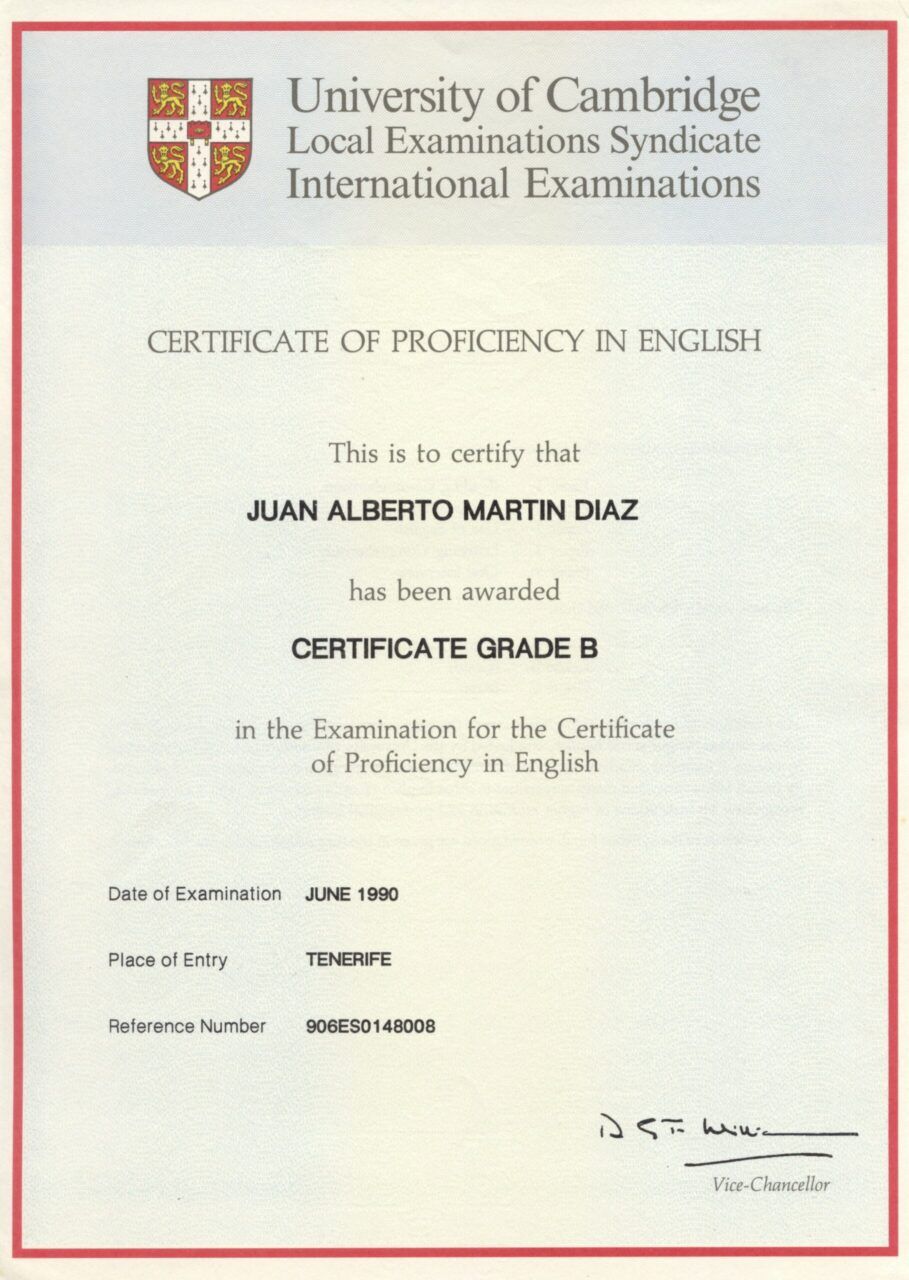 University of Cambridge
Local Examinations Syndicate
International Examinations
CERTIFICATE OF PROFICIENCY IN ENGLISH
This is to certify that
JUAN ALBERTO MARTIN DIAZ
has been awarded
CERTIFICATE GRADE B
in the Examination for the Certificate
of Proficiency in English
Date of Examination JUNE 1990
Place of Entry TENERIFE
Reference Number 906ES0148008
Vice-Chancellor